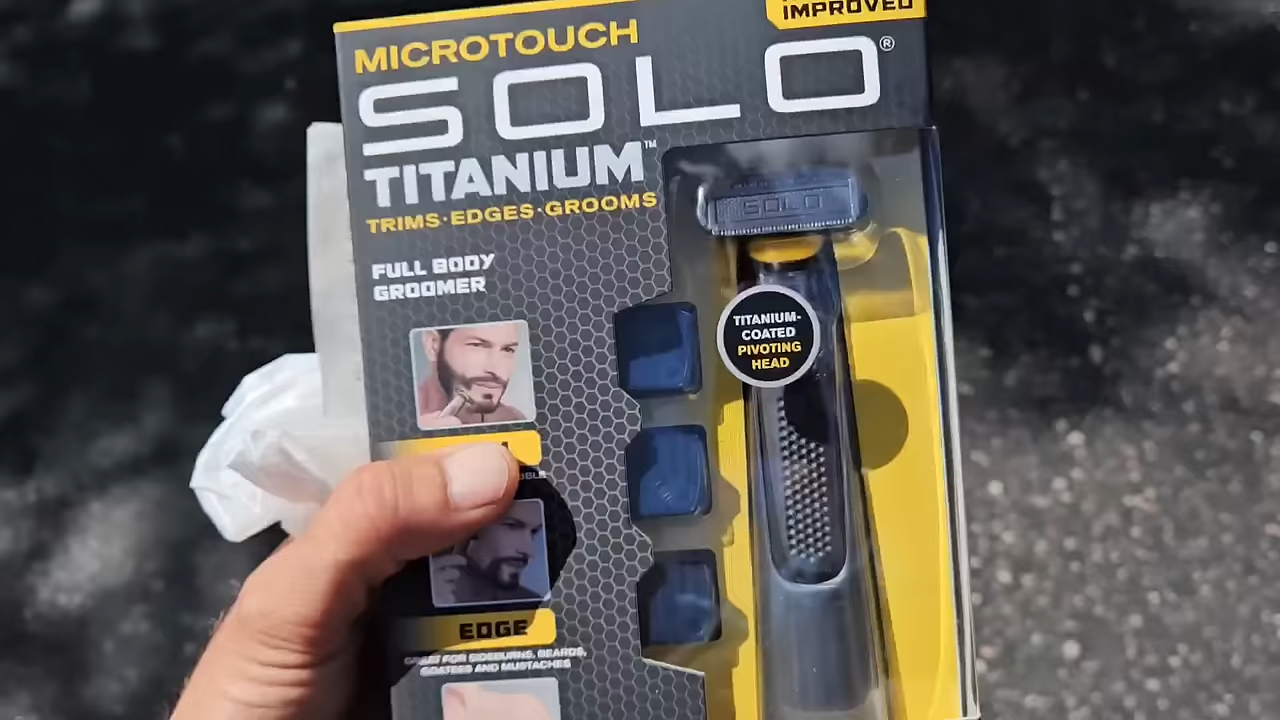 IMPROVED
MICROTOUCH
SOLO®
TITANIUM™
TRIMS·EDGES·GROOMS
FULL BODY
GROOMER
SOLO
TITANIUM-
COATED
PIVOTING
HEAD
EDGE
GREAT FOR SIDEBURNS, BEARDS,
GOATEES AND MUSTACHES